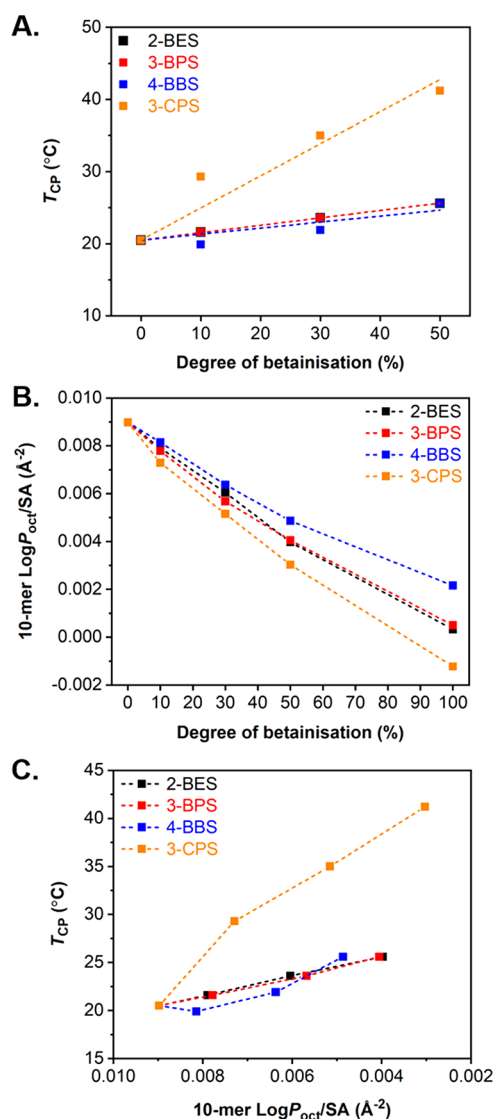 A.
50
40
30
20
10
T_CP (°C)
2-BES
3-BPS
4-BBS
3-CPS
0 10 20 30 40 50
Degree of betainisation (%)
B.
0.010
0.008
0.006
0.004
0.002
0.000
-0.002
10-mer LogP_oct/SA (Å⁻²)
2-BES
3-BPS
4-BBS
3-CPS
0 10 20 30 40 50 60 70 80 90 100
Degree of betainisation (%)
C.
45
40
35
30
25
20
15
T_CP (°C)
2-BES
3-BPS
4-BBS
3-CPS
0.010 0.008 0.006 0.004 0.002
10-mer LogP_oct/SA (Å⁻²)